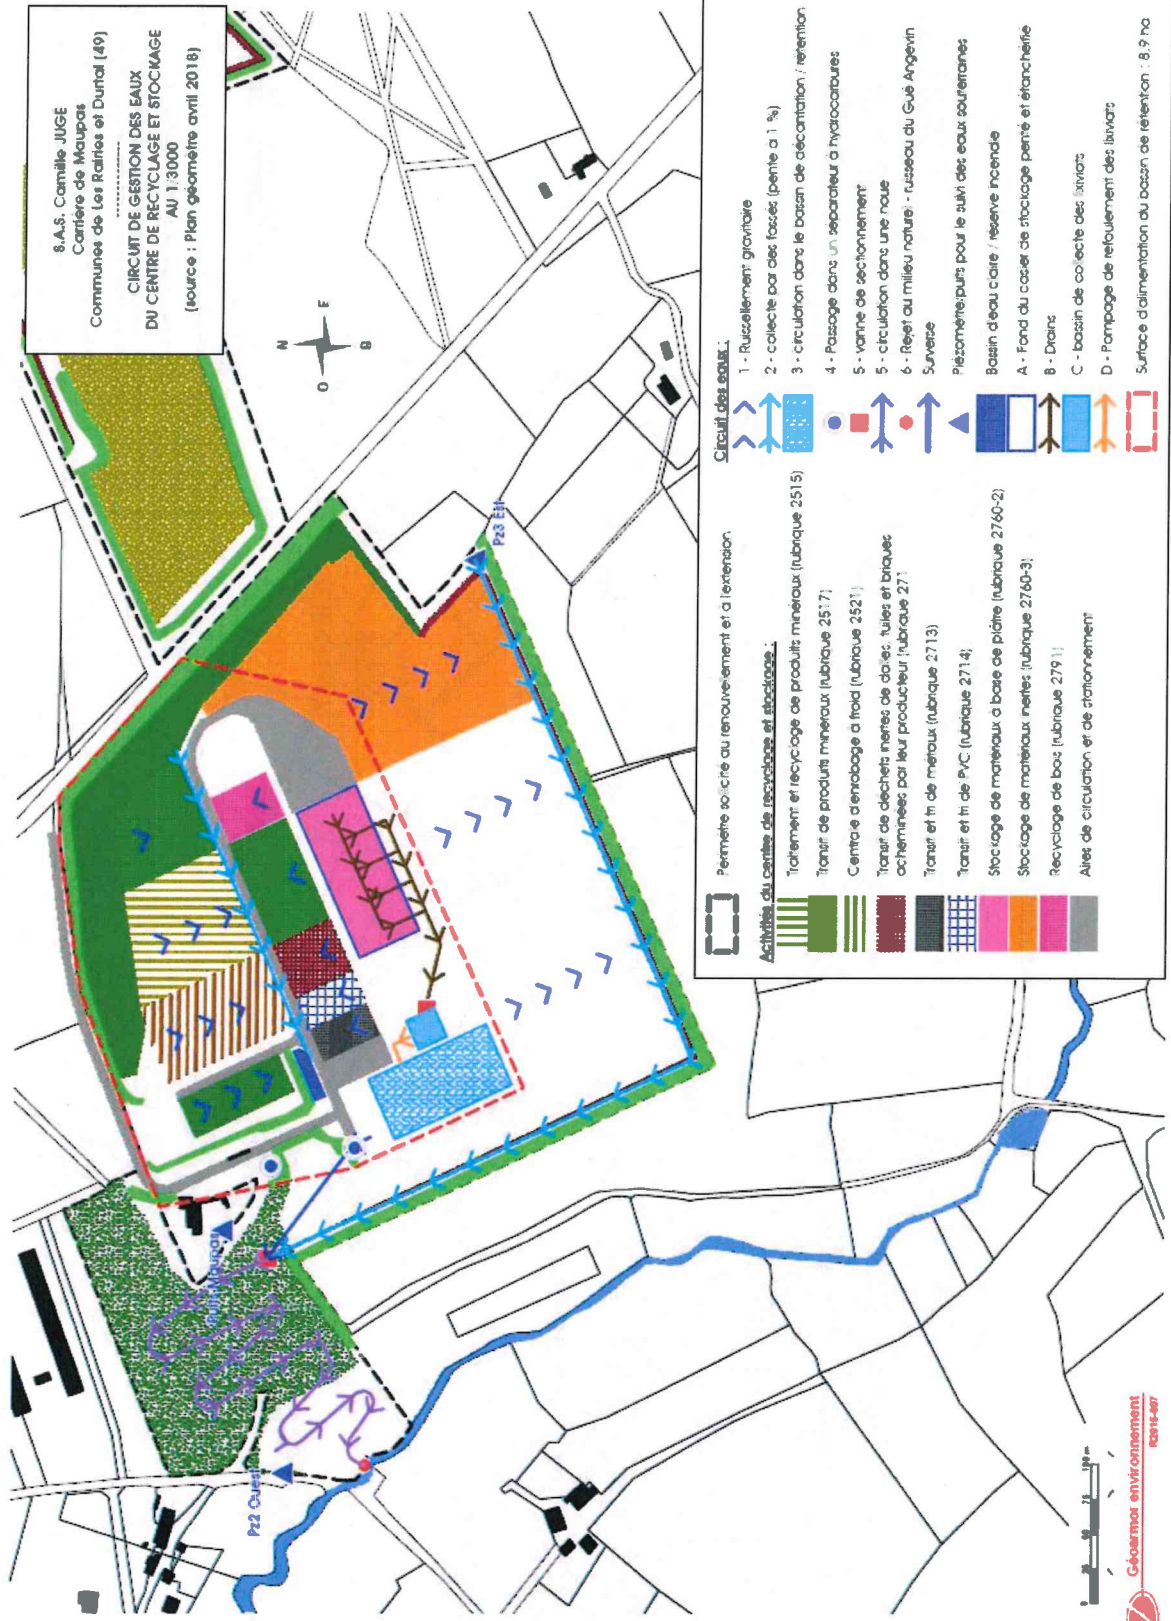 S.A.S. Camille JUGE
Carrière de Maupas
Communes de Les Rairies et Durtal (49)
CIRCUIT DE GESTION DES EAUX
DU CENTRE DE RECYCLAGE ET STOCKAGE
AU 1/3000
(source : Plan géomètre avril 2018)
N
O
E
S
Pz3 Est
Puits Maupas
Pz2 Ouest
Périmètre sollicité au renouvellement et à l'extension
Activités du centre de recyclage et stockage :
Traitement et recyclage de produits minéraux (rubrique 2515)
Transit de produits minéraux (rubrique 2517)
Centrale d'enrobage à froid (rubrique 2521)
Transit de déchets inertes de dalles, tuiles et briques
acheminées par leur producteur (rubrique 271
Transit et tri de métaux (rubrique 2713)
Transit et tri de PVC (rubrique 2714)
Stockage de matériaux à base de plâtre (rubrique 2760-2)
Stockage de matériaux inertes (rubrique 2760-3)
Recyclage de bois (rubrique 2791)
Aires de circulation et de stationnement
Circuit des eaux :
1 - Ruissellement gravitaire
2 - collecte par des fossés (pente à 1 %)
3 - circulation dans le bassin de décantation / rétention
4 - Passage dans un séparateur à hydrocarbures
5 - vanne de sectionnement
5 - circulation dans une noue
6 - Rejet au milieu naturel - ruisseau du Gué Angevin
Surverse
Piézomètre/puits pour le suivi des eaux souterraines
Bassin d'eau claire / réserve incendie
A - Fond du casier de stockage penté et étanchéifié
B - Drains
C - bassin de collecte des lixiviats
D - Pompage de refoulement des lixiviats
Surface d'alimentation du bassin de rétention : 8.9 ha
0 25 50 75 100 m
Géoarmor environnement